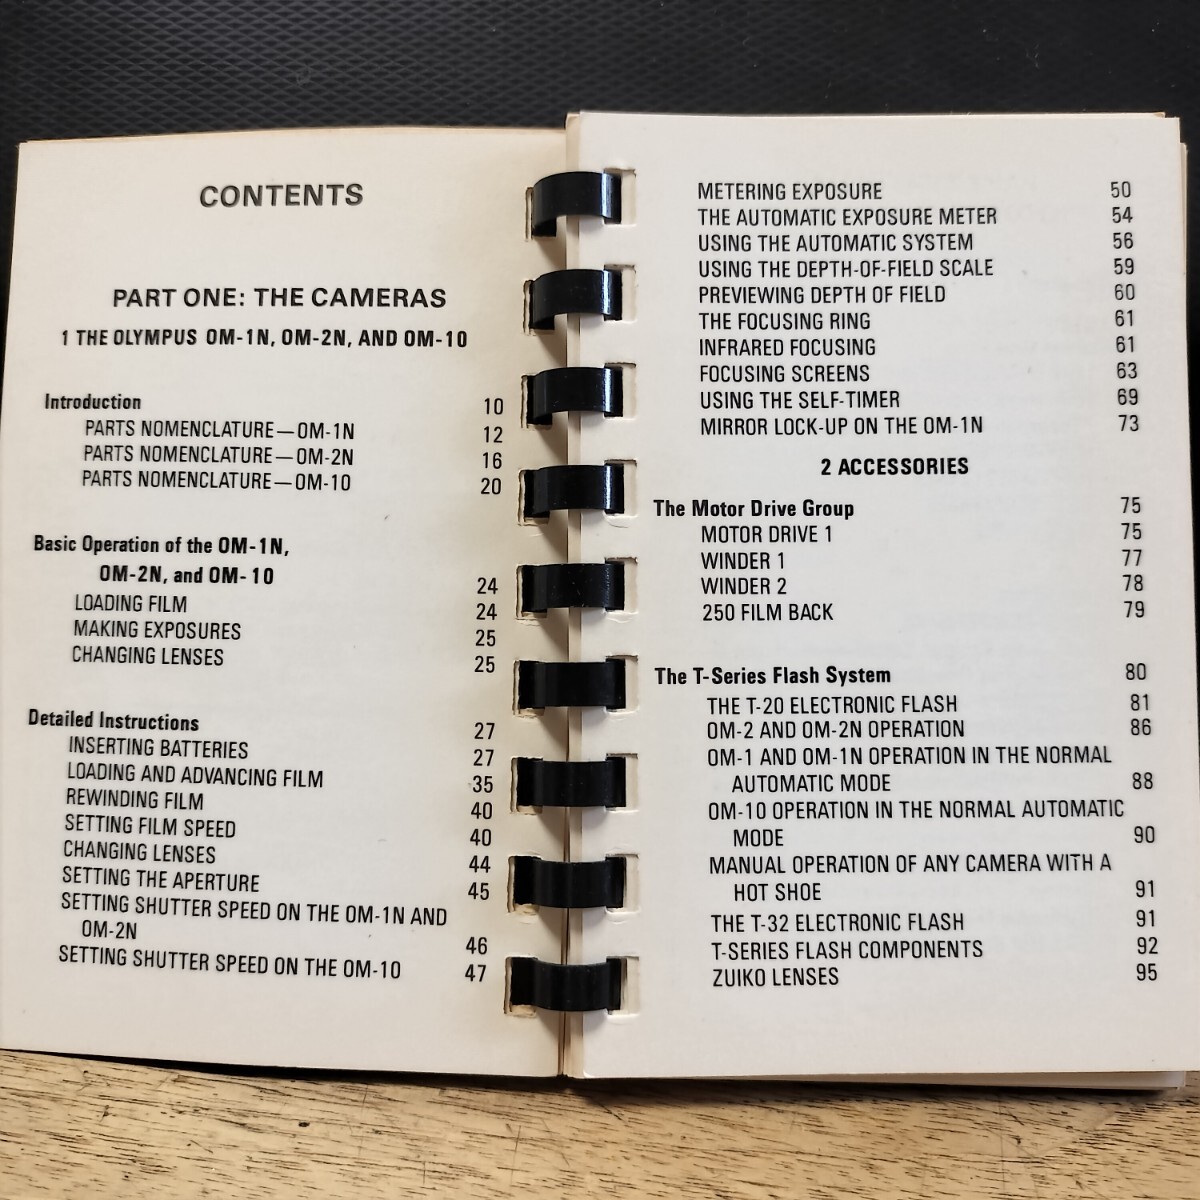 CONTENTS
PART ONE: THE CAMERAS
1 THE OLYMPUS OM-1N, OM-2N, AND OM-10
Introduction 10
PARTS NOMENCLATURE—OM-1N 12
PARTS NOMENCLATURE—OM-2N 16
PARTS NOMENCLATURE—OM-10 20
Basic Operation of the OM-1N,
OM-2N, and OM-10 24
LOADING FILM 24
MAKING EXPOSURES 25
CHANGING LENSES 25
Detailed Instructions 27
INSERTING BATTERIES 27
LOADING AND ADVANCING FILM 35
REWINDING FILM 40
SETTING FILM SPEED 40
CHANGING LENSES 44
SETTING THE APERTURE 45
SETTING SHUTTER SPEED ON THE OM-1N AND
OM-2N 46
SETTING SHUTTER SPEED ON THE OM-10 47
METERING EXPOSURE 50
THE AUTOMATIC EXPOSURE METER 54
USING THE AUTOMATIC SYSTEM 56
USING THE DEPTH-OF-FIELD SCALE 59
PREVIEWING DEPTH OF FIELD 60
THE FOCUSING RING 61
INFRARED FOCUSING 61
FOCUSING SCREENS 63
USING THE SELF-TIMER 69
MIRROR LOCK-UP ON THE OM-1N 73
2 ACCESSORIES
The Motor Drive Group 75
MOTOR DRIVE 1 75
WINDER 1 77
WINDER 2 78
250 FILM BACK 79
The T-Series Flash System 80
THE T-20 ELECTRONIC FLASH 81
OM-2 AND OM-2N OPERATION 86
OM-1 AND OM-1N OPERATION IN THE NORMAL
AUTOMATIC MODE 88
OM-10 OPERATION IN THE NORMAL AUTOMATIC
MODE 90
MANUAL OPERATION OF ANY CAMERA WITH A
HOT SHOE 91
THE T-32 ELECTRONIC FLASH 91
T-SERIES FLASH COMPONENTS 92
ZUIKO LENSES 95